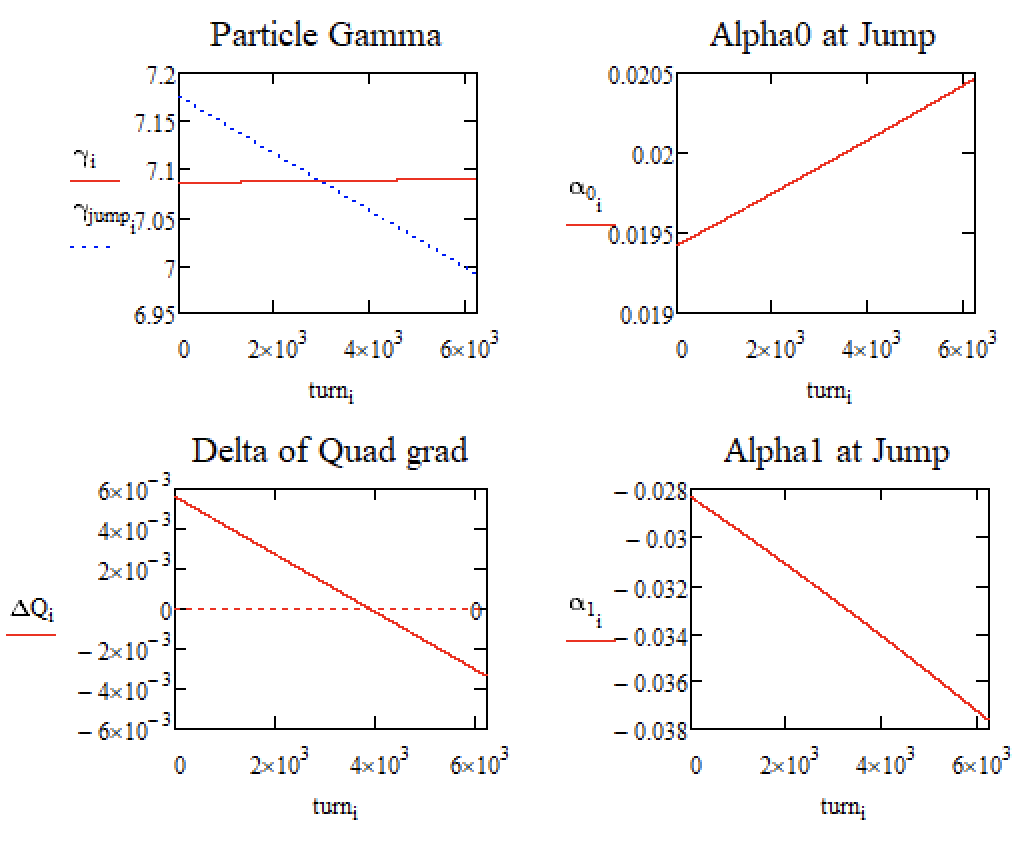 Particle Gamma
7.2
7.15
γi
7.1
γjumpi
7.05
7
6.95
0 2×10³ 4×10³ 6×10³
turni
Alpha0 at Jump
0.0205
0.02
α0i
0.0195
0.019
0 2×10³ 4×10³ 6×10³
turni
Delta of Quad grad
6×10⁻³
4×10⁻³
2×10⁻³
ΔQi
0 0
−2×10⁻³
−4×10⁻³
−6×10⁻³
0 2×10³ 4×10³ 6×10³
turni
Alpha1 at Jump
−0.028
−0.03
−0.032
α1i
−0.034
−0.036
−0.038
0 2×10³ 4×10³ 6×10³
turni